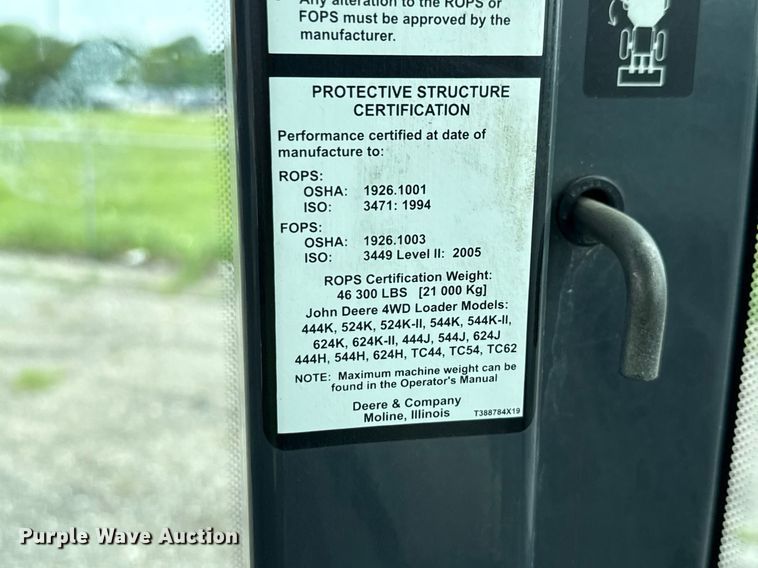 Any alteration to the ROPS or
FOPS must be approved by the
manufacturer.
PROTECTIVE STRUCTURE
CERTIFICATION
Performance certified at date of
manufacture to:
ROPS:
OSHA: 1926.1001
ISO: 3471: 1994
FOPS:
OSHA: 1926.1003
ISO: 3449 Level II: 2005
ROPS Certification Weight:
46 300 LBS [21 000 Kg]
John Deere 4WD Loader Models:
444K, 524K, 524K-II, 544K, 544K-II,
624K, 624K-II, 444J, 544J, 624J
444H, 544H, 624H, TC44, TC54, TC62
NOTE: Maximum machine weight can be
found in the Operator's Manual
Deere & Company
Moline, Illinois
T388784X19
Purple Wave Auction